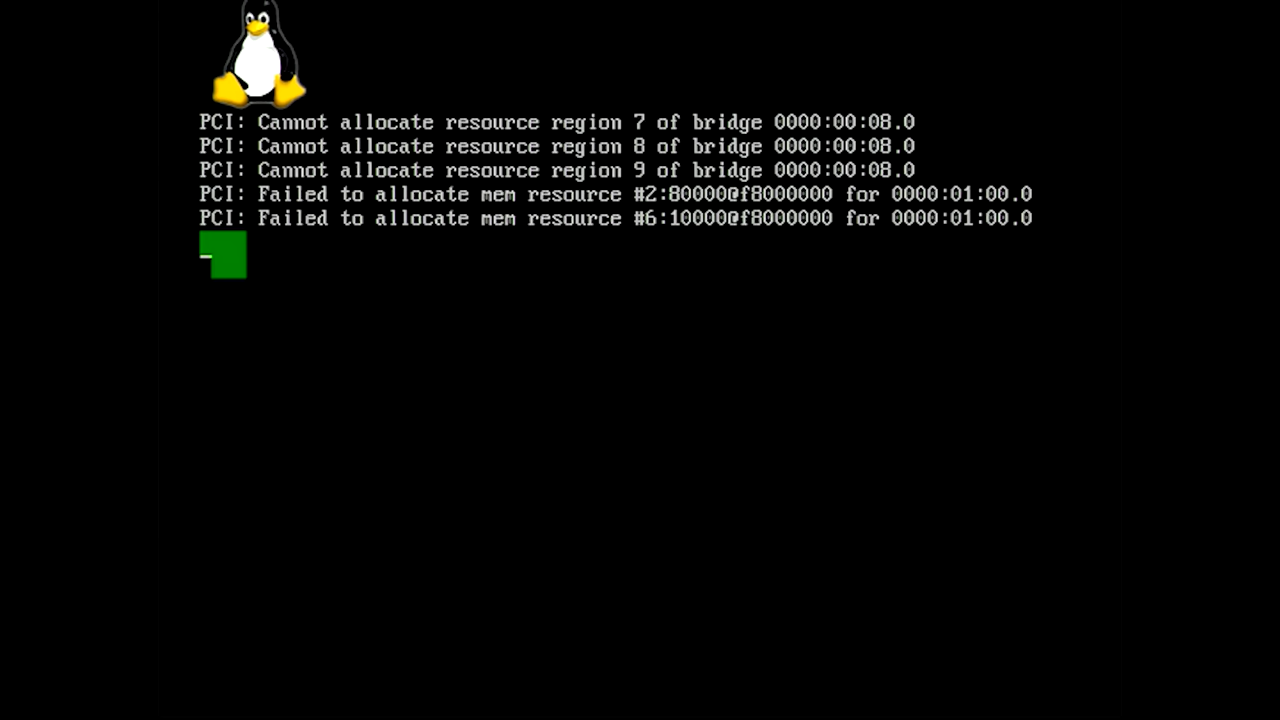 PCI: Cannot allocate resource region 7 of bridge 0000:00:08.0
PCI: Cannot allocate resource region 8 of bridge 0000:00:08.0
PCI: Cannot allocate resource region 9 of bridge 0000:00:08.0
PCI: Failed to allocate mem resource #2:80000@f8000000 for 0000:01:00.0
PCI: Failed to allocate mem resource #6:10000@f8000000 for 0000:01:00.0